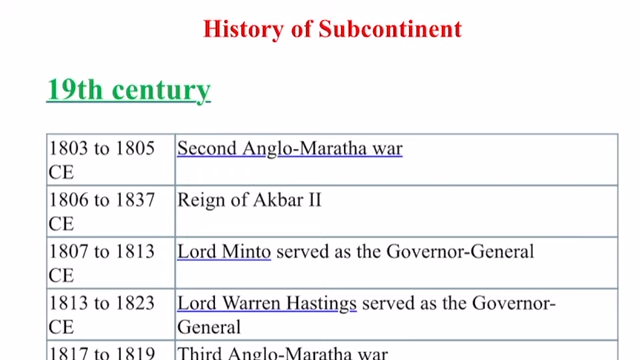 History of Subcontinent
19th century
1803 to 1805 Second Anglo-Maratha war
CE
1806 to 1837 Reign of Akbar II
CE
1807 to 1813 Lord Minto served as the Governor-General
CE
1813 to 1823 Lord Warren Hastings served as the Governor-
CE General
1817 to 1819 Third Anglo-Maratha war